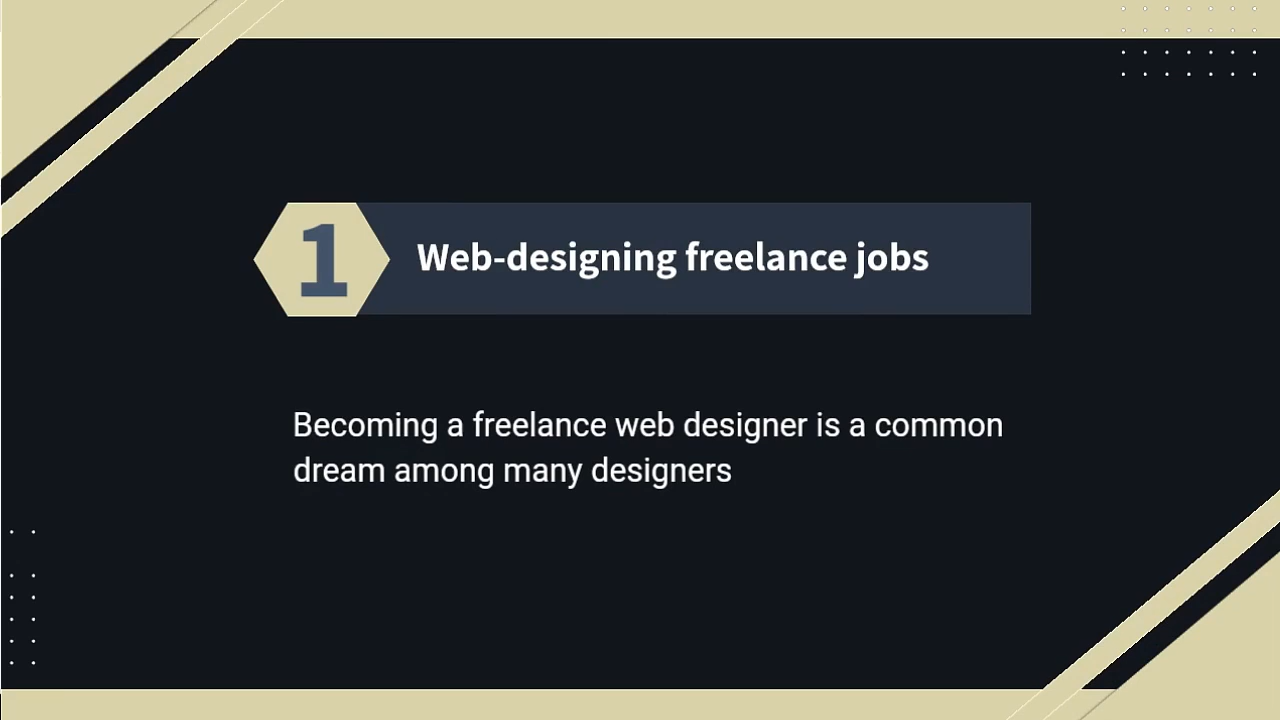 1
Web-designing freelance jobs
Becoming a freelance web designer is a common
dream among many designers